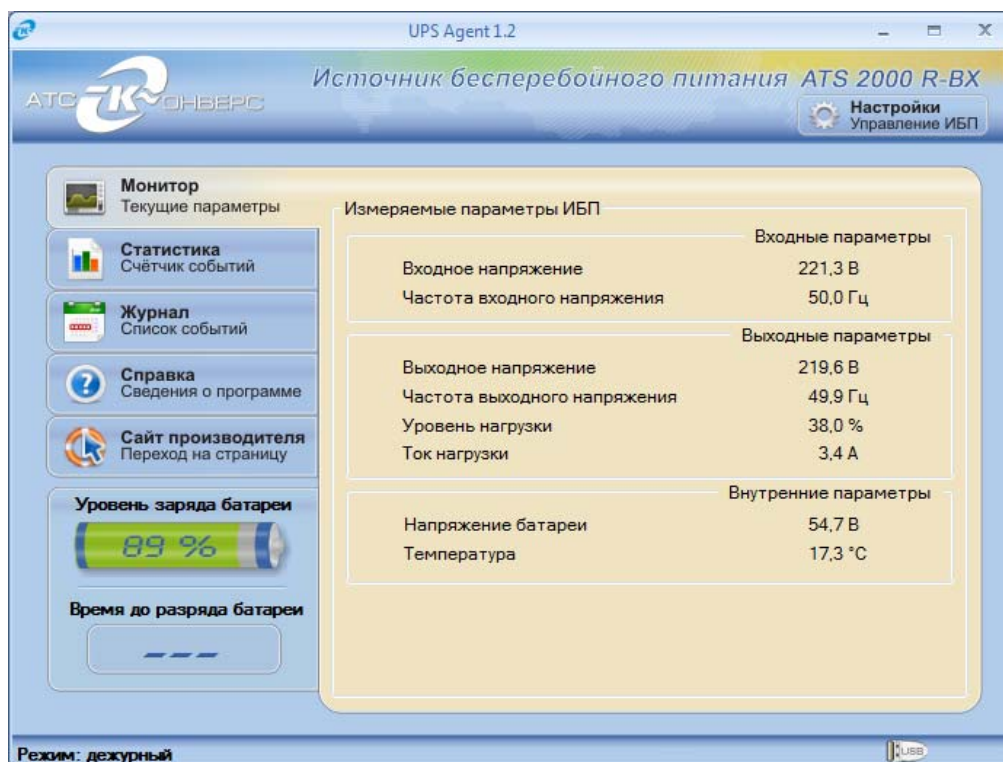 UPS Agent 1.2
АТС К ОНВЕРС
Источник бесперебойного питания ATS 2000 R-BX
Настройки
Управление ИБП
Монитор
Текущие параметры
Статистика
Счётчик событий
Журнал
Список событий
Справка
Сведения о программе
Сайт производителя
Переход на страницу
Уровень заряда батареи
89 %
Время до разряда батареи
---
Измеряемые параметры ИБП
Входные параметры
Входное напряжение 221,3 В
Частота входного напряжения 50,0 Гц
Выходные параметры
Выходное напряжение 219,6 В
Частота выходного напряжения 49,9 Гц
Уровень нагрузки 38,0 %
Ток нагрузки 3,4 А
Внутренние параметры
Напряжение батареи 54,7 В
Температура 17,3 °C
Режим: дежурный
USB